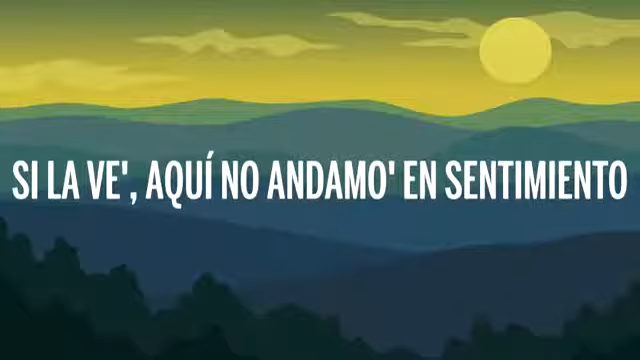 SI LA VE', AQUÍ NO ANDAMO' EN SENTIMIENTO